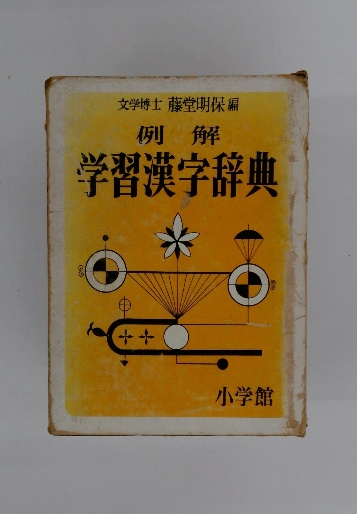 文学博士 藤堂明保 編
例解
学習漢字辞典
小学館